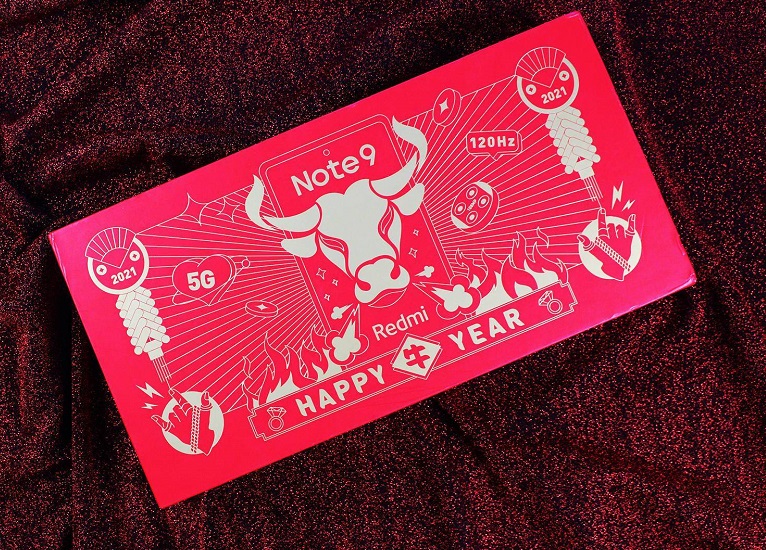 Note9
120Hz
2021
2021
5G
Redmi
HAPPY 牛 YEAR